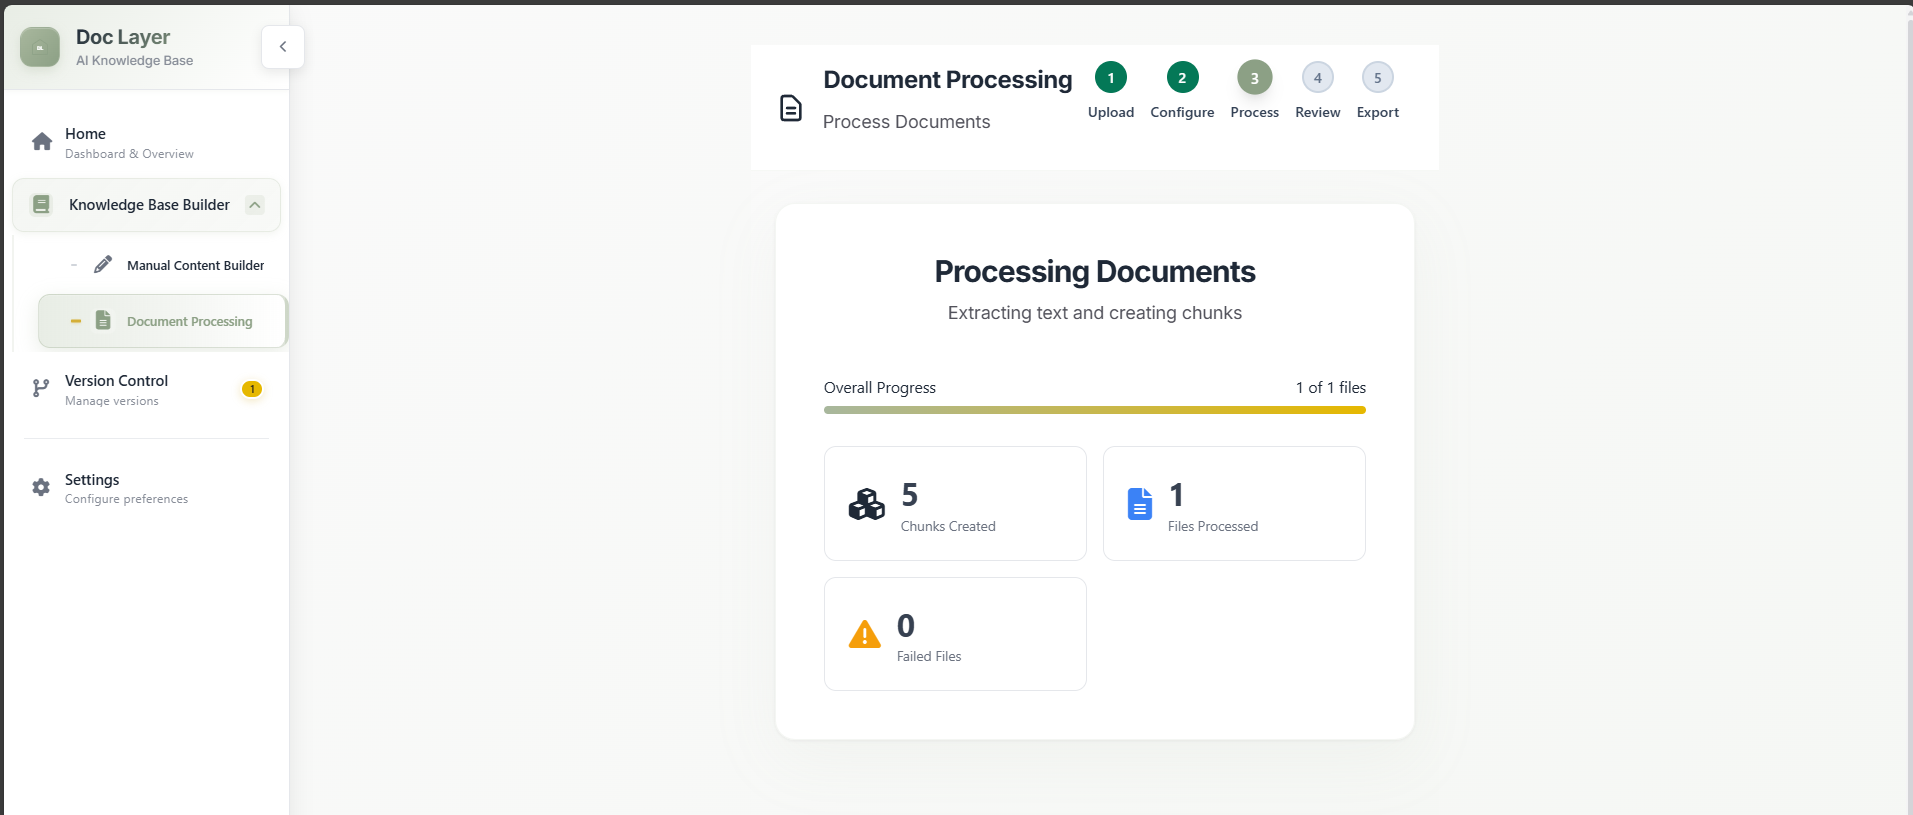 DL
Doc Layer
AI Knowledge Base
Home
Dashboard & Overview
Knowledge Base Builder
Manual Content Builder
Document Processing
Version Control
Manage versions
1
Settings
Configure preferences
Document Processing
Process Documents
1
Upload
2
Configure
3
Process
4
Review
5
Export
Processing Documents
Extracting text and creating chunks
Overall Progress
1 of 1 files
5
Chunks Created
1
Files Processed
0
Failed Files